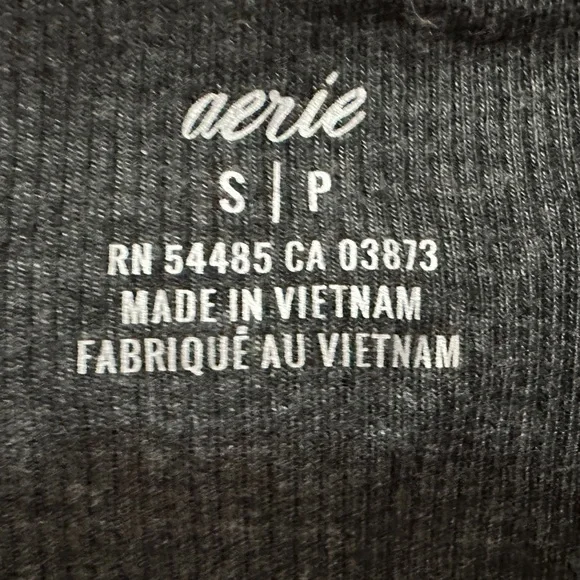 aerie
S | P
RN 54485 CA 03873
MADE IN VIETNAM
FABRIQUÉ AU VIETNAM